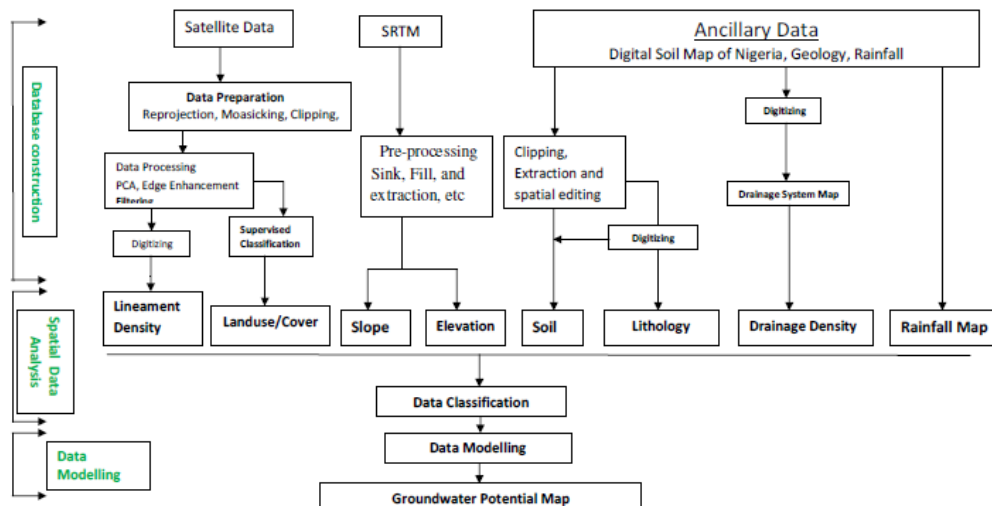 Satellite Data
SRTM
Ancillary Data
Digital Soil Map of Nigeria, Geology, Rainfall
Database construction
Data Preparation
Reprojection, Moasicking, Clipping,
Digitizing
Data Processing
PCA, Edge Enhancement
Filtering
Pre-processing
Sink, Fill, and
extraction, etc
Clipping,
Extraction and
spatial editing
Drainage System Map
Digitizing
Supervised
Classification
Digitizing
Spatial Data
Analysis
Lineament
Density
Landuse/Cover
Slope
Elevation
Soil
Lithology
Drainage Density
Rainfall Map
Data Classification
Data Modelling
Data
Modelling
Groundwater Potential Map